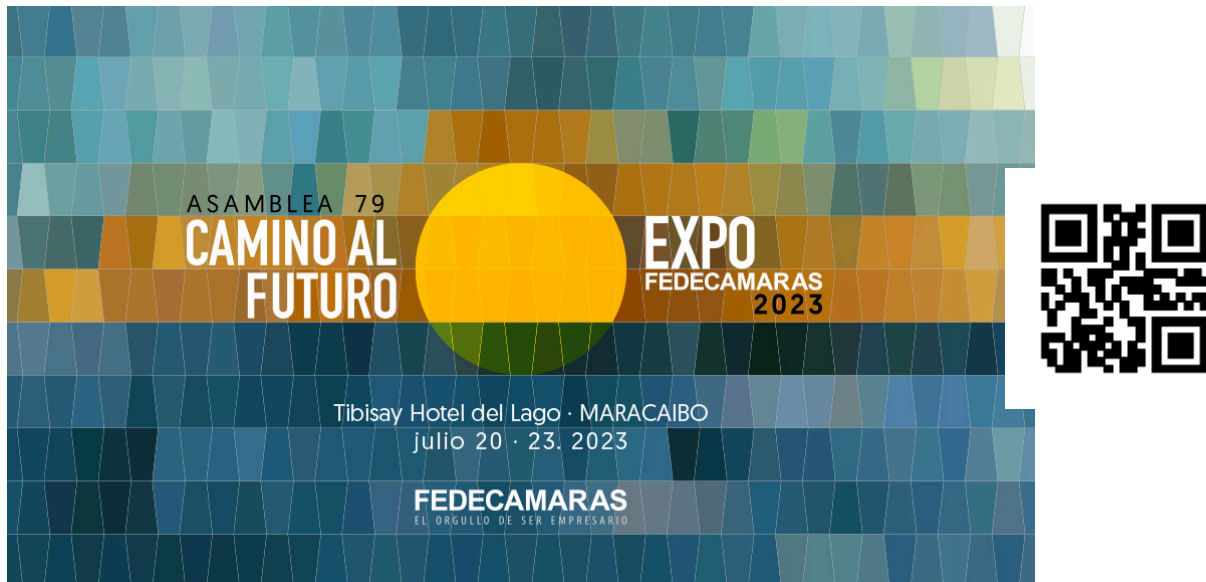 ASAMBLEA 79
CAMINO AL
FUTURO
EXPO
FEDECAMARAS
2023
Tibisay Hotel del Lago · MARACAIBO
julio 20 · 23. 2023
FEDECAMARAS
EL ORGULLO DE SER EMPRESARIO